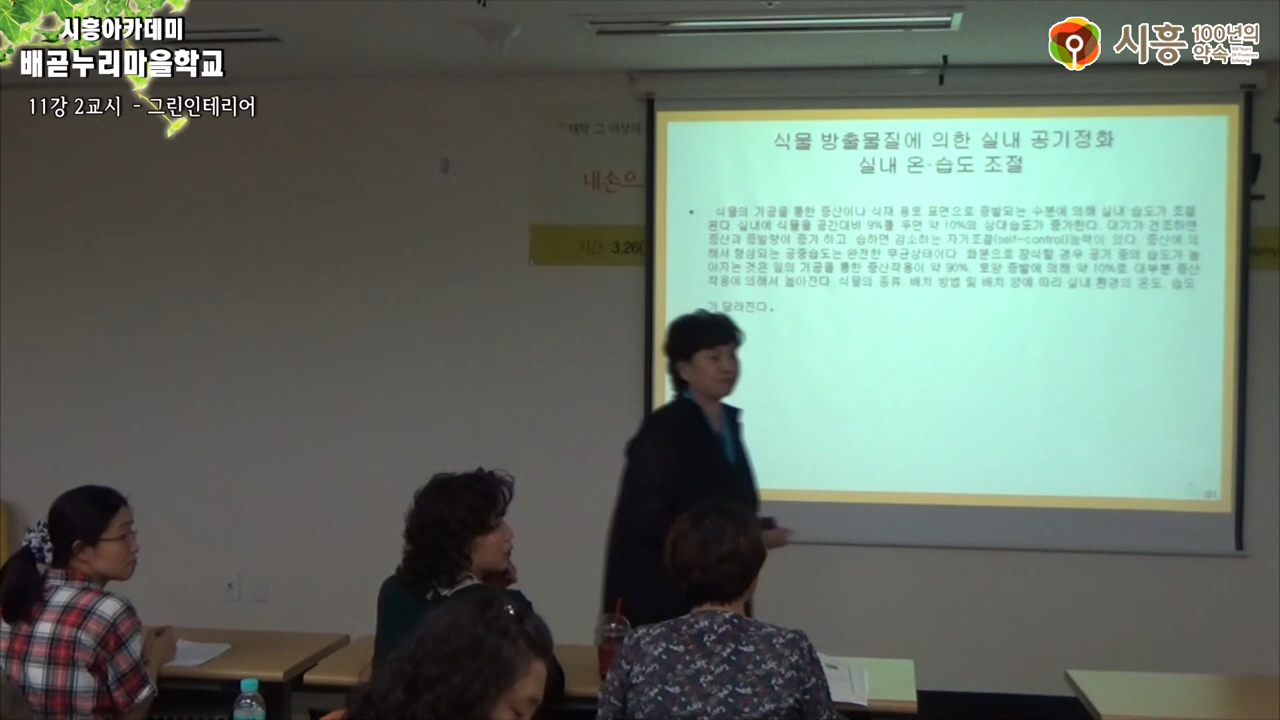 시흥아카데미
배곧누리마을학교
11강 2교시 - 그린인테리어
시흥 100년의
약속
내손으
기간: 3.26(
식물 방출물질에 의한 실내 공기정화
실내 온·습도 조절
• 식물의 기공을 통한 증산이나 식재 용토 표면으로 증발되는 수분에 의해 실내 습도가 조절
된다. 실내에 식물을 공간대비 9%를 두면 약 10%의 상대습도가 증가한다. 대기가 건조하면
증산과 증발량이 증가 하고, 습하면 감소하는 자기조절(self-control)능력이 있다. 증산에 의
해서 형성되는 공중습도는 완전한 무균상태이다. 화분으로 장식할 경우 공기 중의 습도가 높
아지는 것은 잎의 기공을 통한 증산작용이 약 90%, 토양 증발에 의해 약 10%로, 대부분 증산
작용에 의해서 높아진다. 식물의 종류, 배치 방법 및 배치 양에 따라 실내 환경의 온도, 습도
가 달라진다.